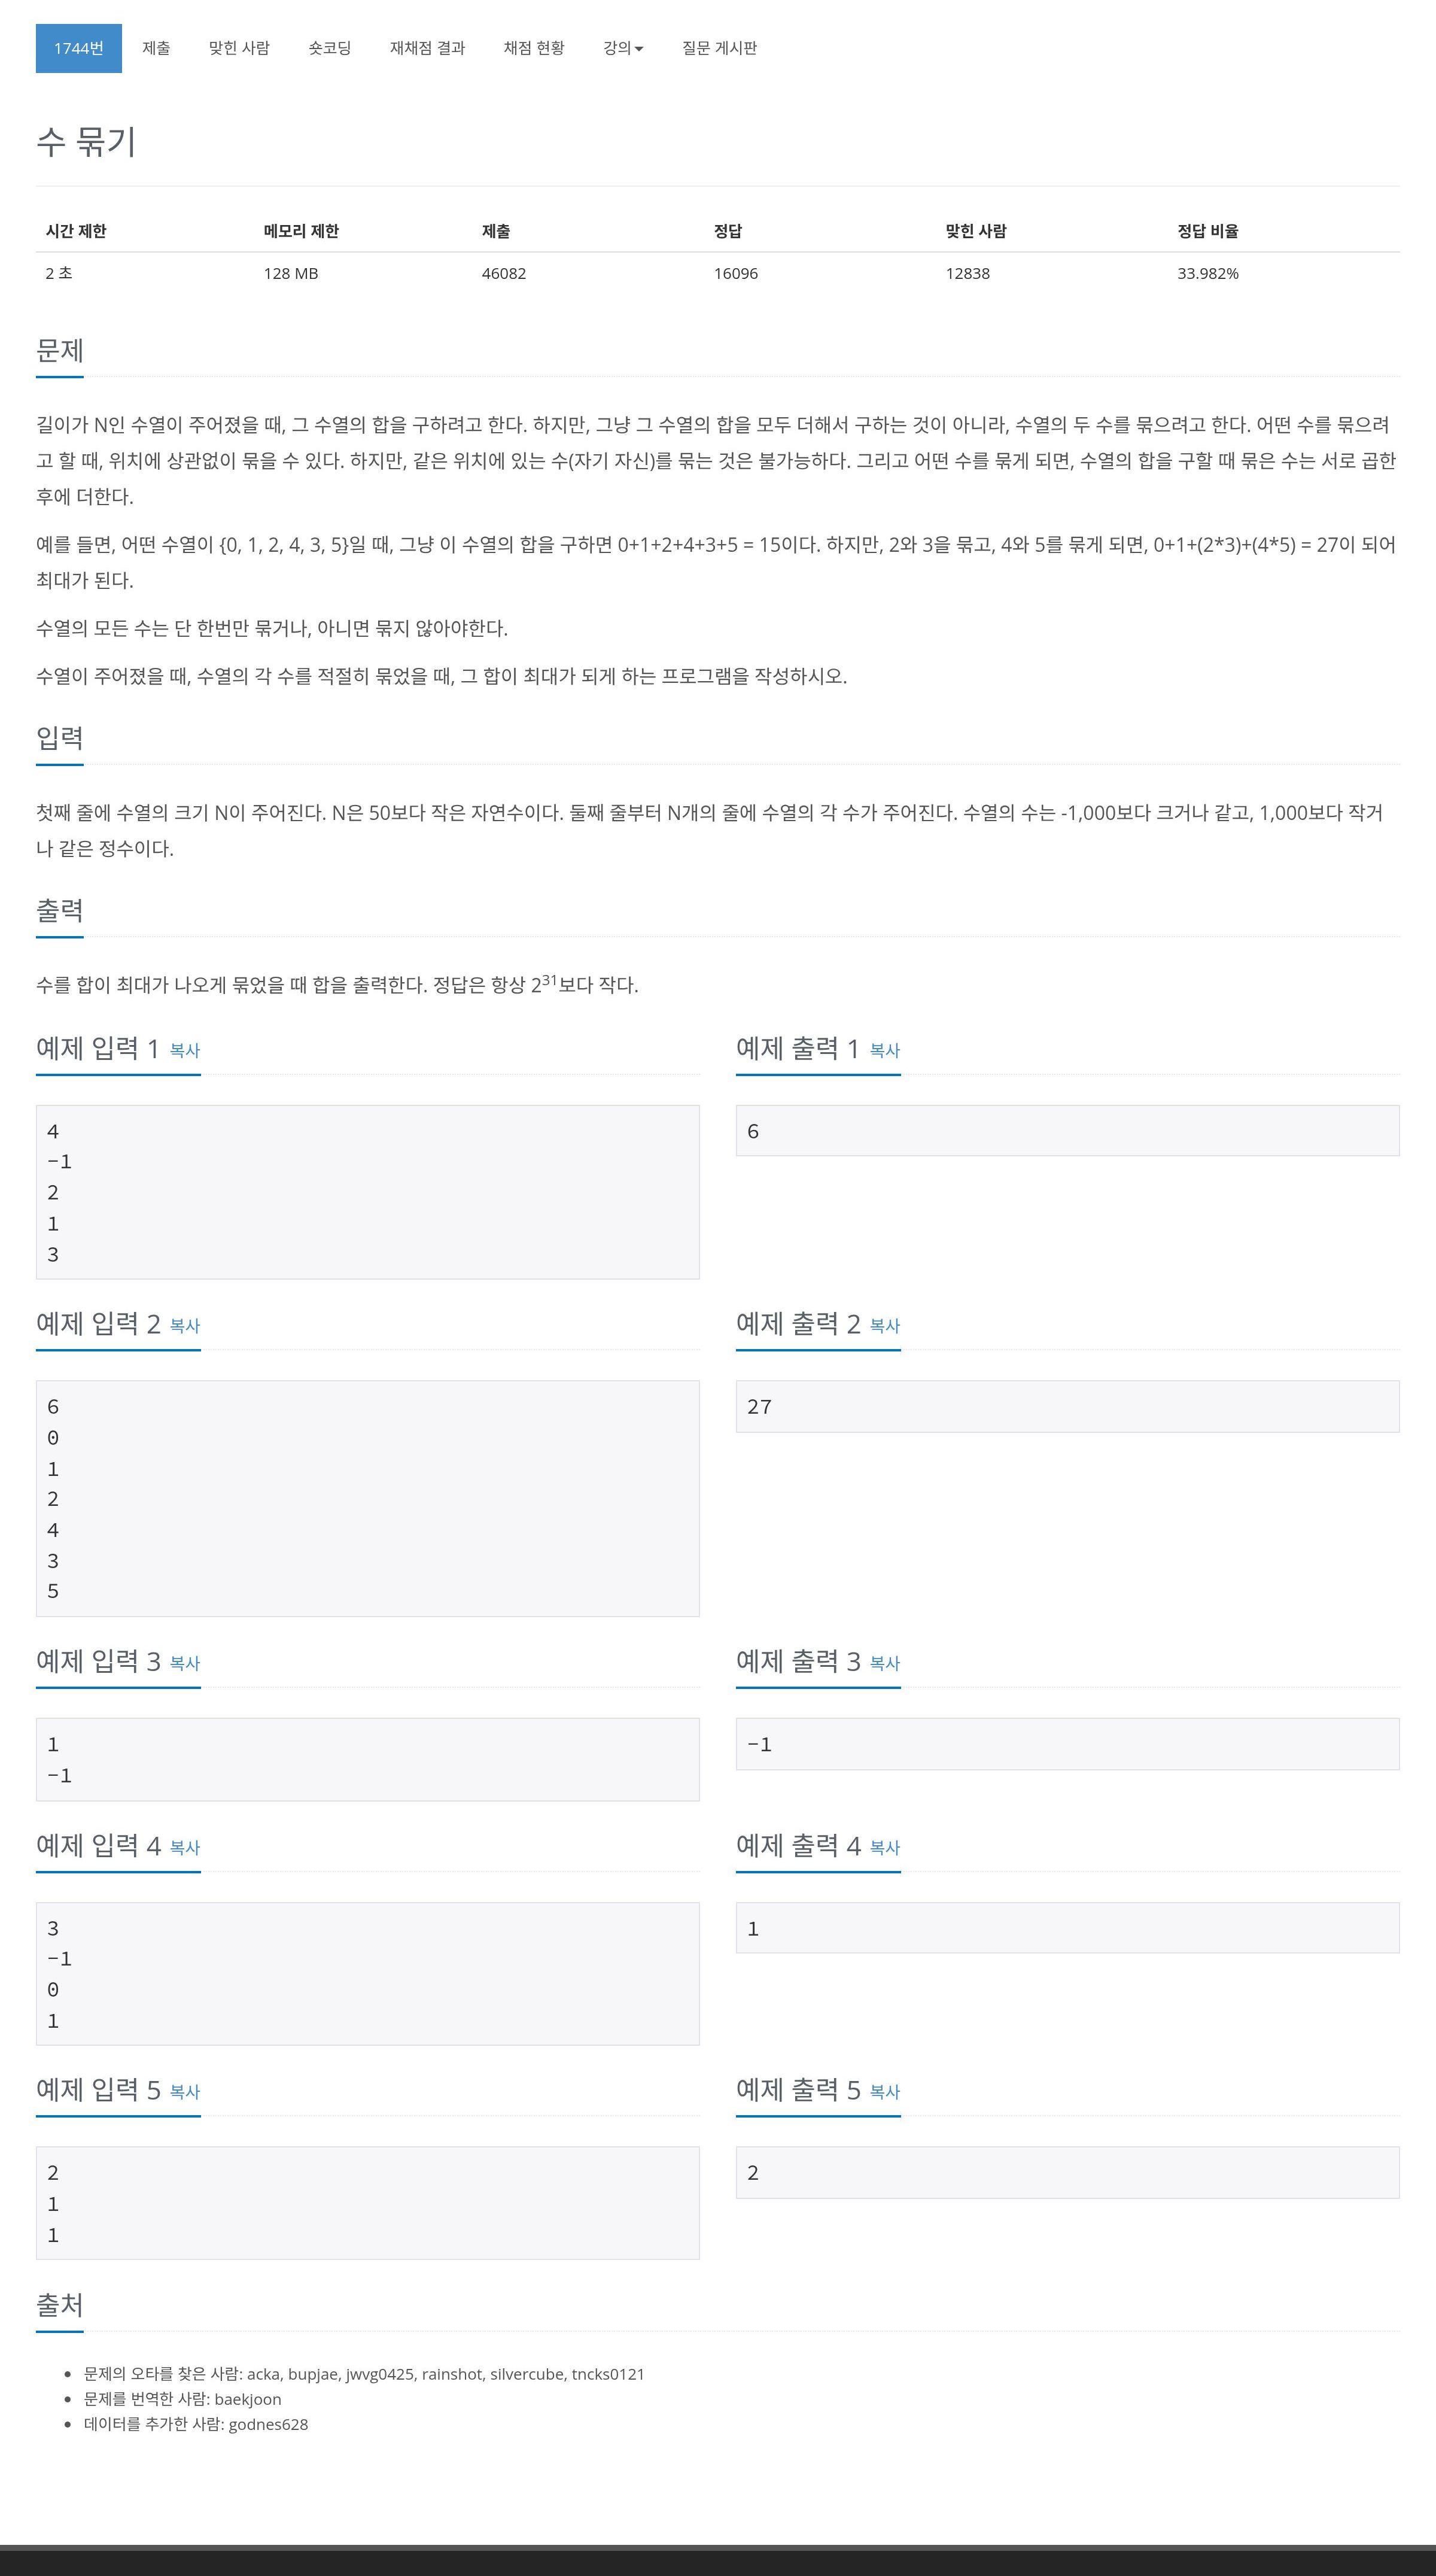 1744번 제출 맞힌 사람 숏코딩 재채점 결과 채점 현황 강의 질문 게시판
수 묶기
시간 제한 메모리 제한 제출 정답 맞힌 사람 정답 비율
2 초 128 MB 46082 16096 12838 33.982%
문제
길이가 N인 수열이 주어졌을 때, 그 수열의 합을 구하려고 한다. 하지만, 그냥 그 수열의 합을 모두 더해서 구하는 것이 아니라, 수열의 두 수를 묶으려고 한다. 어떤 수를 묶으려
고 할 때, 위치에 상관없이 묶을 수 있다. 하지만, 같은 위치에 있는 수(자기 자신)를 묶는 것은 불가능하다. 그리고 어떤 수를 묶게 되면, 수열의 합을 구할 때 묶은 수는 서로 곱한
후에 더한다.
예를 들면, 어떤 수열이 {0, 1, 2, 4, 3, 5}일 때, 그냥 이 수열의 합을 구하면 0+1+2+4+3+5 = 15이다. 하지만, 2와 3을 묶고, 4와 5를 묶게 되면, 0+1+(2*3)+(4*5) = 27이 되어
최대가 된다.
수열의 모든 수는 단 한번만 묶거나, 아니면 묶지 않아야한다.
수열이 주어졌을 때, 수열의 각 수를 적절히 묶었을 때, 그 합이 최대가 되게 하는 프로그램을 작성하시오.
입력
첫째 줄에 수열의 크기 N이 주어진다. N은 50보다 작은 자연수이다. 둘째 줄부터 N개의 줄에 수열의 각 수가 주어진다. 수열의 수는 -1,000보다 크거나 같고, 1,000보다 작거
나 같은 정수이다.
출력
수를 합이 최대가 나오게 묶었을 때 합을 출력한다. 정답은 항상 2³¹보다 작다.
예제 입력 1 복사
4
-1
2
1
3
예제 출력 1 복사
6
예제 입력 2 복사
6
0
1
2
4
3
5
예제 출력 2 복사
27
예제 입력 3 복사
1
-1
예제 출력 3 복사
-1
예제 입력 4 복사
3
-1
0
1
예제 출력 4 복사
1
예제 입력 5 복사
2
1
1
예제 출력 5 복사
2
출처
문제의 오타를 찾은 사람: acka, bupjae, jwvg0425, rainshot, silvercube, tncks0121
문제를 번역한 사람: baekjoon
데이터를 추가한 사람: godnes628